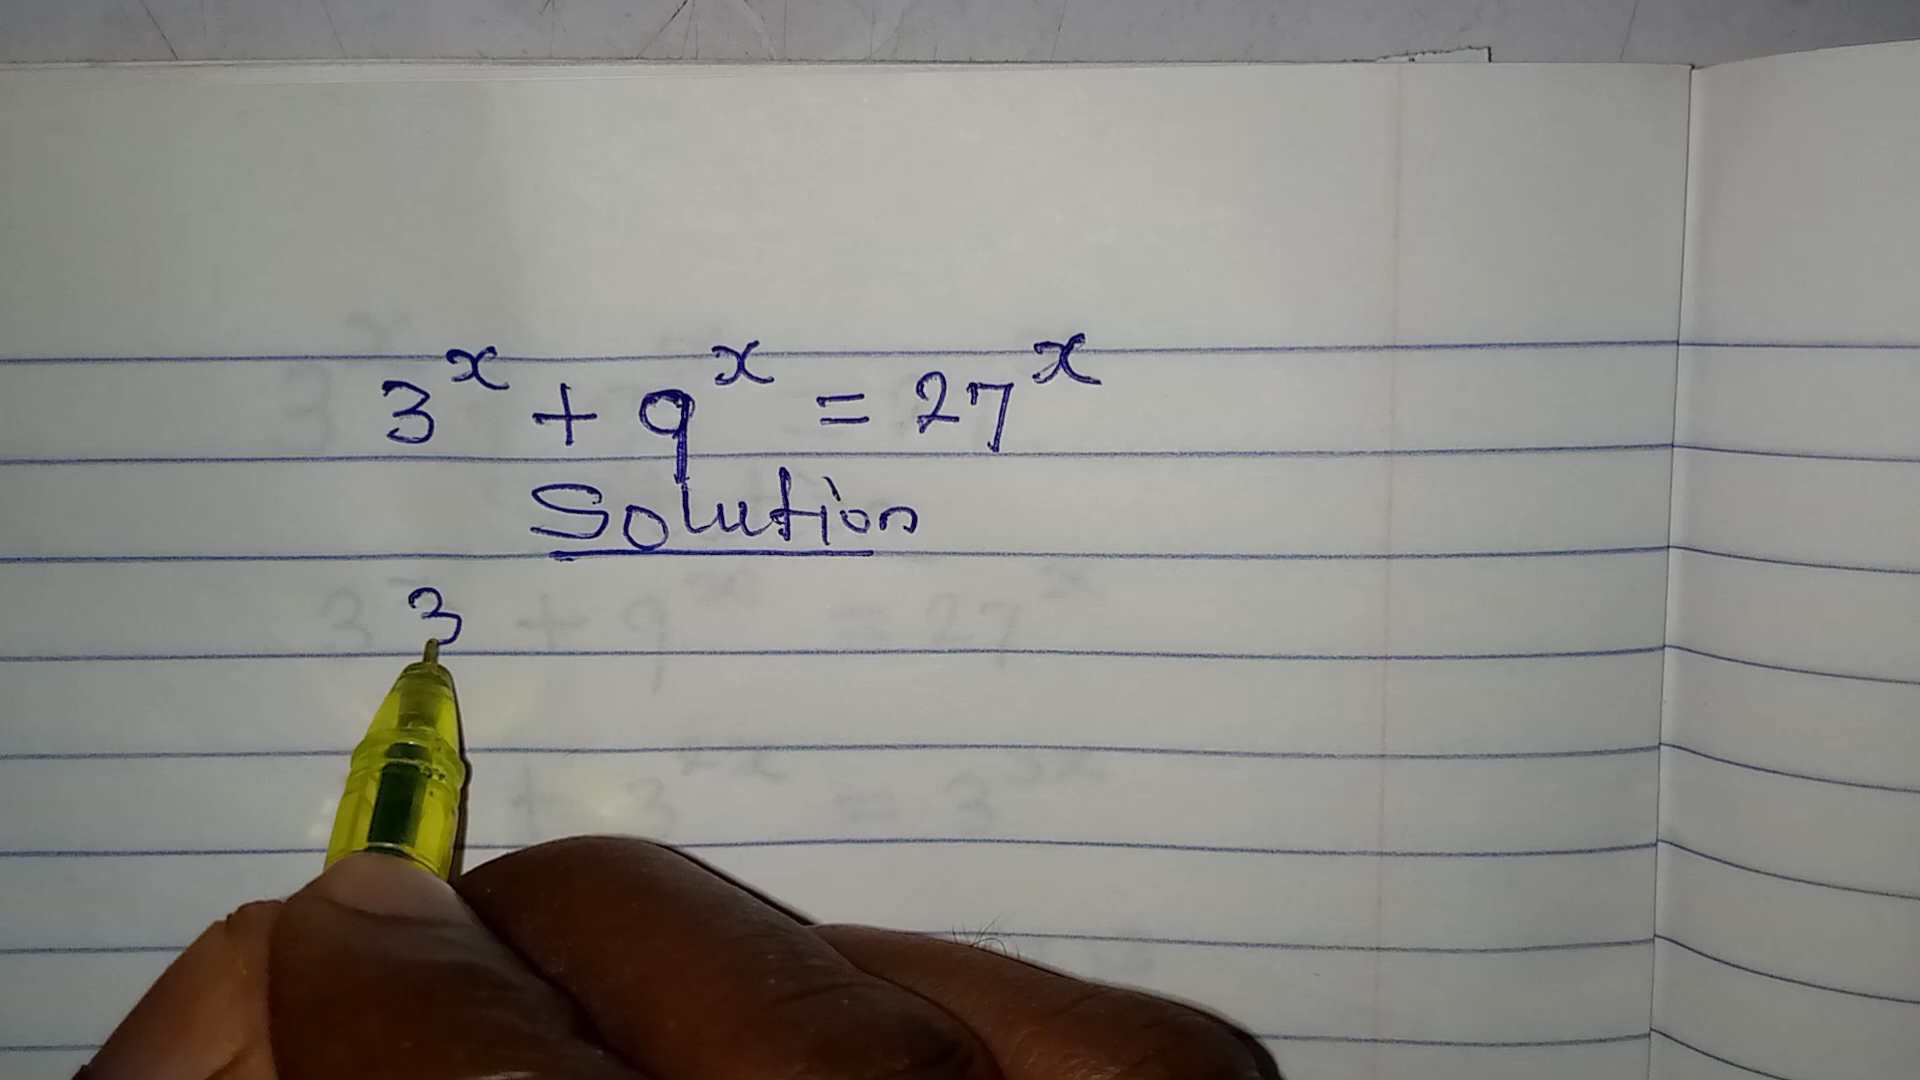 3^x + 9^x = 27^x
Solution
3